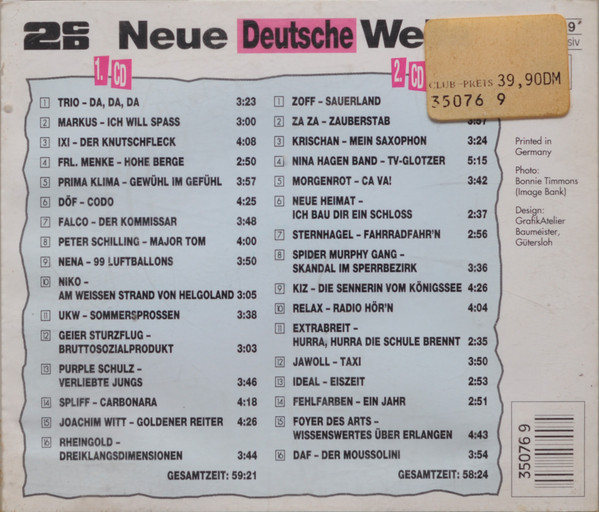 2CD Neue Deutsche We
9"
siv
CLUB-PREIS 39,90DM
35076 9
1.-CD
1 TRIO – DA, DA, DA 3:23
2 MARKUS – ICH WILL SPASS 3:00
3 IXI – DER KNUTSCHFLECK 4:08
4 FRL. MENKE – HOHE BERGE 2:50
5 PRIMA KLIMA – GEWÜHL IM GEFÜHL 3:57
6 DÖF – CODO 4:25
7 FALCO – DER KOMMISSAR 3:48
8 PETER SCHILLING – MAJOR TOM 4:00
9 NENA – 99 LUFTBALLONS 3:50
10 NIKO –
AM WEISSEN STRAND VON HELGOLAND 3:05
11 UKW – SOMMERSPROSSEN 3:38
12 GEIER STURZFLUG –
BRUTTOSOZIALPRODUKT 3:03
13 PURPLE SCHULZ –
VERLIEBTE JUNGS 3:46
14 SPLIFF – CARBONARA 4:18
15 JOACHIM WITT – GOLDENER REITER 4:26
16 RHEINGOLD –
DREIKLANGSDIMENSIONEN 3:44
GESAMTZEIT: 59:21
2.-CD
1 ZOFF – SAUERLAND
2 ZA ZA – ZAUBERSTAB 3:57
3 KRISCHAN – MEIN SAXOPHON 3:24
4 NINA HAGEN BAND – TV-GLOTZER 5:15
5 MORGENROT – CA VA! 3:42
6 NEUE HEIMAT –
ICH BAU DIR EIN SCHLOSS 2:37
7 STERNHAGEL – FAHRRADFAHR'N 2:56
8 SPIDER MURPHY GANG –
SKANDAL IM SPERRBEZIRK 3:36
9 KIZ – DIE SENNERIN VOM KÖNIGSSEE 4:26
10 RELAX – RADIO HÖR'N 4:04
11 EXTRABREIT –
HURRA, HURRA DIE SCHULE BRENNT 2:35
12 JAWOLL – TAXI 3:50
13 IDEAL – EISZEIT 2:53
14 FEHLFARBEN – EIN JAHR 2:51
15 FOYER DES ARTS –
WISSENSWERTES ÜBER ERLANGEN 4:43
16 DAF – DER MOUSSOLINI 3:54
GESAMTZEIT: 58:24
Printed in
Germany
Photo:
Bonnie Timmons
(Image Bank)
Design:
GrafikAtelier
Baumeister,
Gütersloh
35076 9